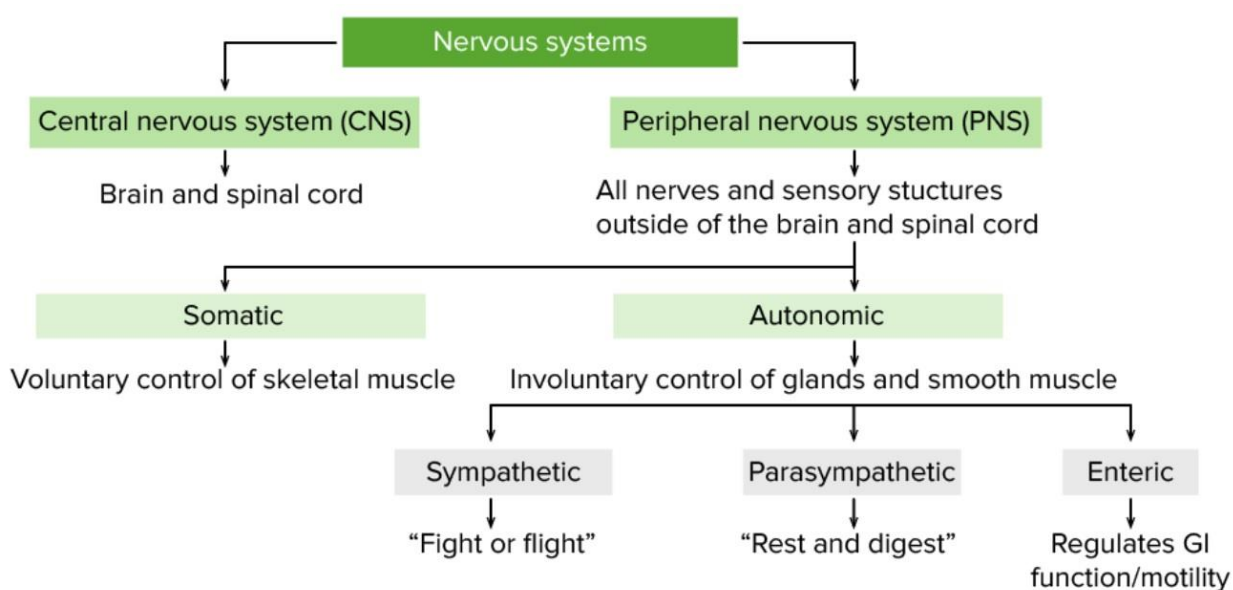 Nervous systems
Central nervous system (CNS)
Peripheral nervous system (PNS)
Brain and spinal cord
All nerves and sensory stuctures
outside of the brain and spinal cord
Somatic
Autonomic
Voluntary control of skeletal muscle
Involuntary control of glands and smooth muscle
Sympathetic
Parasympathetic
Enteric
“Fight or flight”
“Rest and digest”
Regulates GI
function/motility